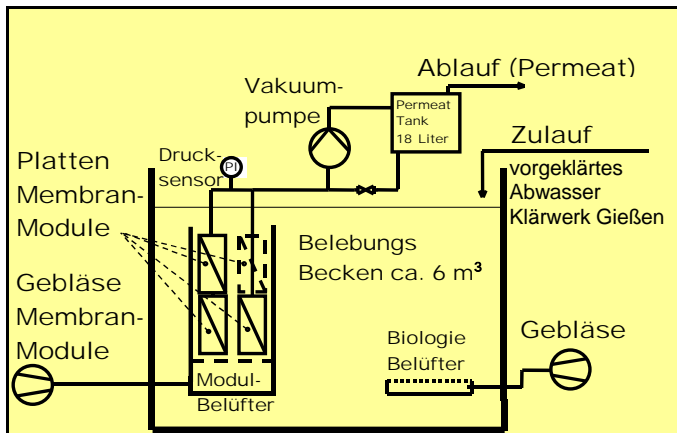 Ablauf (Permeat)
Vakuum-
pumpe
Permeat
Tank
18 Liter
Zulauf
vorgeklärtes
Abwasser
Klärwerk Gießen
Druck-
sensor
PI
Platten
Membran-
Module
Belebungs
Becken ca. 6 m³
Gebläse
Membran-
Module
Gebläse
Biologie
Belüfter
Modul-
Belüfter